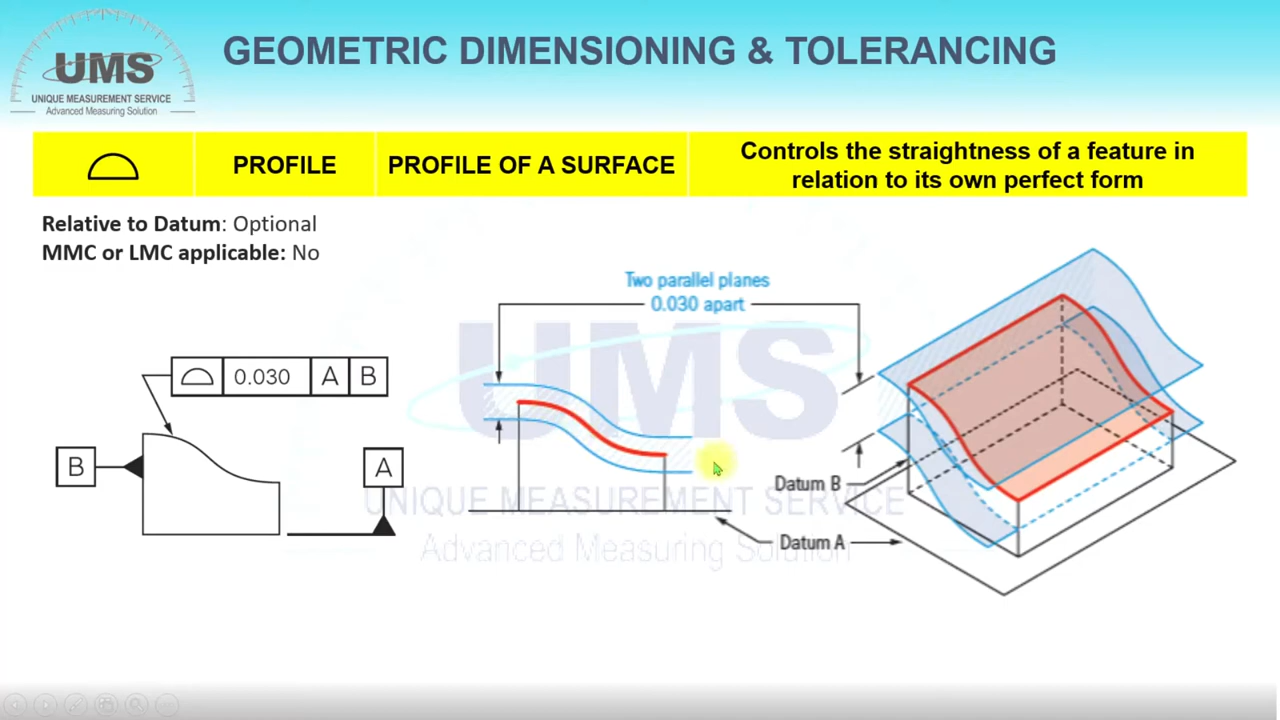 UMS
UNIQUE MEASUREMENT SERVICE
Advanced Measuring Solution
GEOMETRIC DIMENSIONING & TOLERANCING
PROFILE
PROFILE OF A SURFACE
Controls the straightness of a feature in
relation to its own perfect form
Relative to Datum: Optional
MMC or LMC applicable: No
Two parallel planes
0.030 apart
0.030
A
B
B
A
Datum B
Datum A
UMS
UNIQUE MEASUREMENT SERVICE
Advanced Measuring Solution